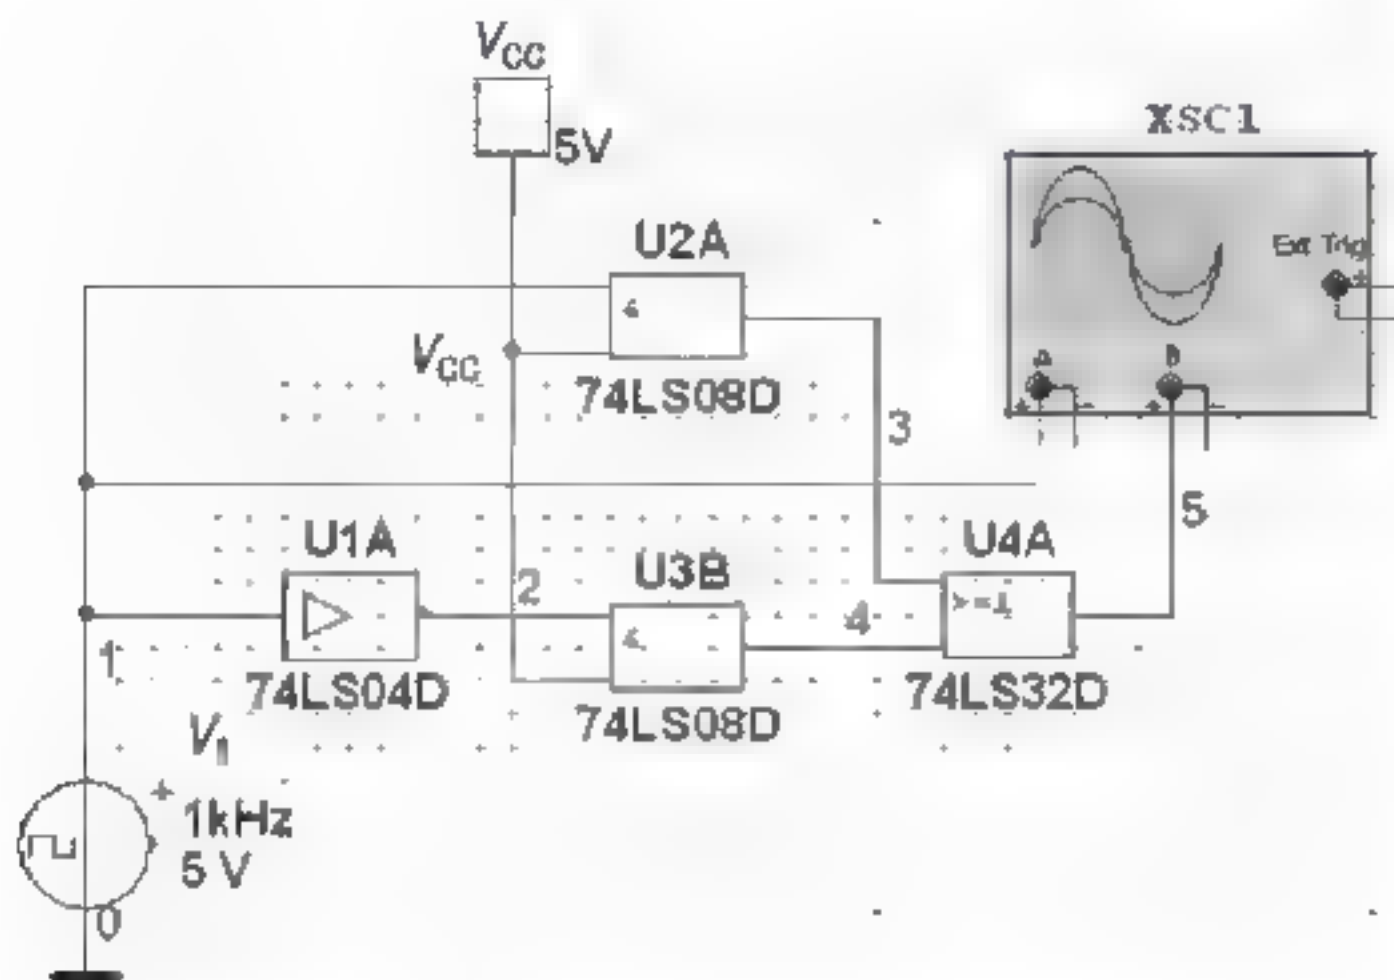 VCC
5V
XSC1
U2A
Ext Trig
VCC
A
B
&
74LS08D
3
5
U1A
U4A
2
U3B
>=1
4
&
1
74LS04D
74LS32D
74LS08D
V1
1kHz
5 V
0